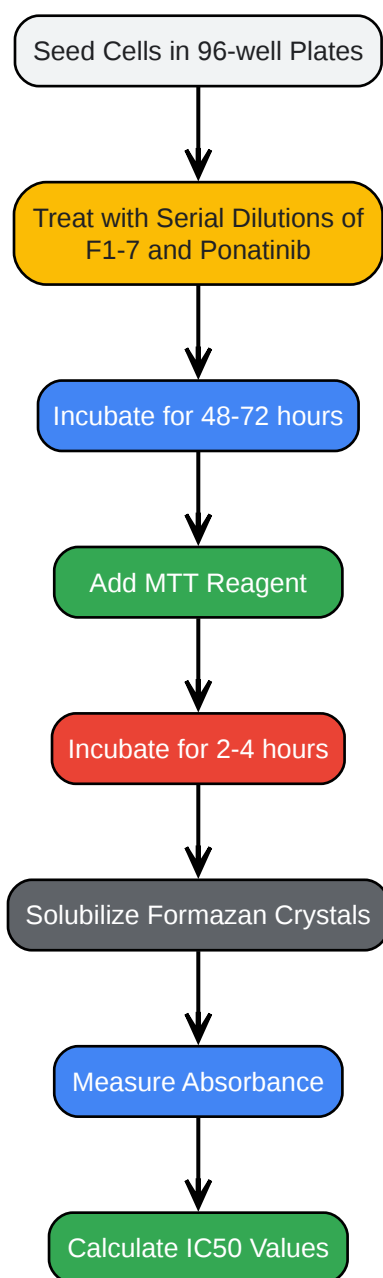 Seed Cells in 96-well Plates
Treat with Serial Dilutions of
F1-7 and Ponatinib
Incubate for 48-72 hours
Add MTT Reagent
Incubate for 2-4 hours
Solubilize Formazan Crystals
Measure Absorbance
Calculate IC50 Values